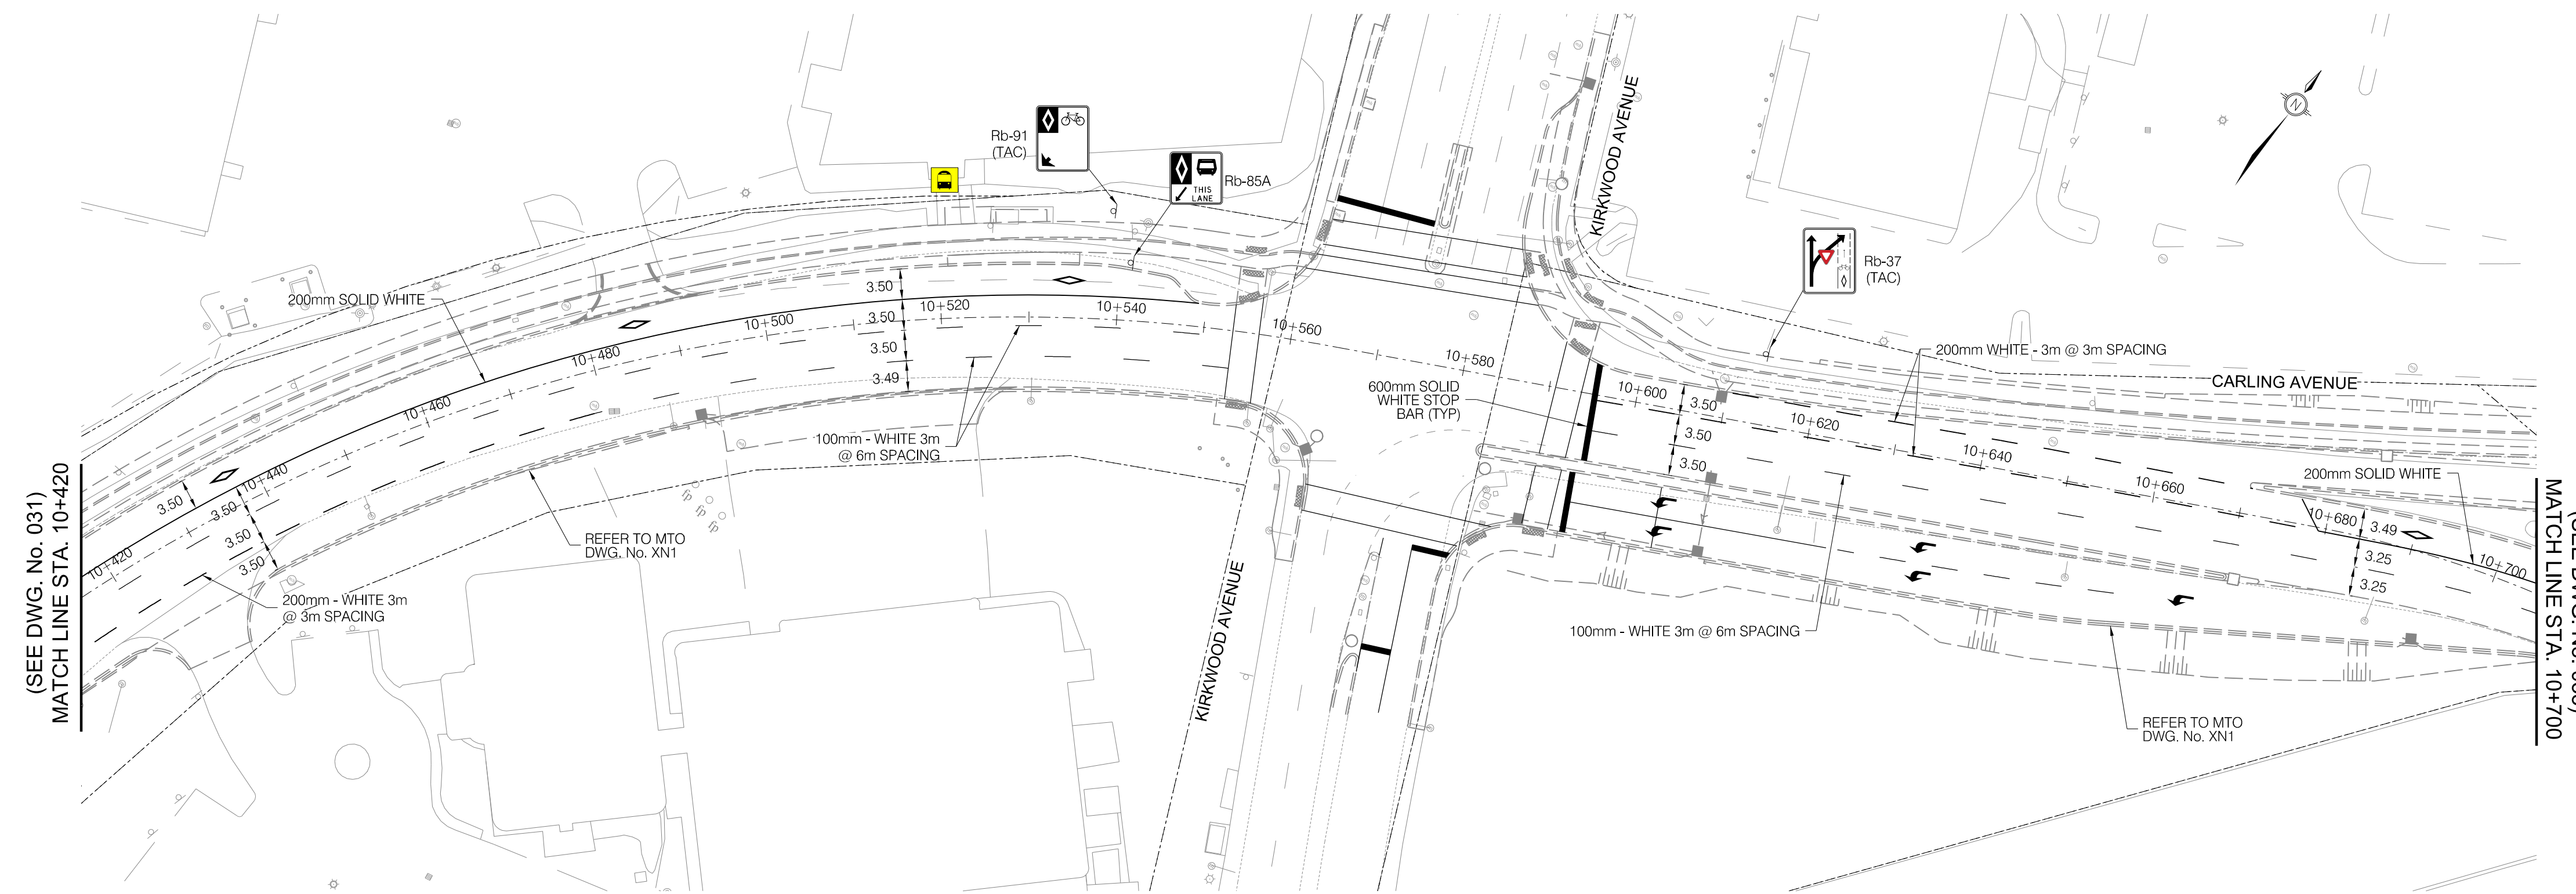 (SEE DWG. No. 031)
MATCH LINE STA. 10+420
10+420
3.50
10+440
3.50
3.50
3.50
200mm - WHITE 3m
@ 3m SPACING
200mm SOLID WHITE
10+460
10+480
10+500
REFER TO MTO
DWG. No. XN1
Rb-91
(TAC)
THIS
LANE
Rb-85A
3.50
3.50
3.50
3.49
10+520
10+540
10+560
10+580
100mm - WHITE 3m
@ 6m SPACING
KIRKWOOD AVENUE
KIRKWOOD AVENUE
N
600mm SOLID
WHITE STOP
BAR (TYP)
10+600
3.50
3.50
3.50
Rb-37
(TAC)
200mm WHITE - 3m @ 3m SPACING
CARLING AVENUE
10+620
10+640
10+660
100mm - WHITE 3m @ 6m SPACING
200mm SOLID WHITE
10+680
3.49
3.25
3.25
10+700
REFER TO MTO
DWG. No. XN1
MATCH LINE STA. 10+700